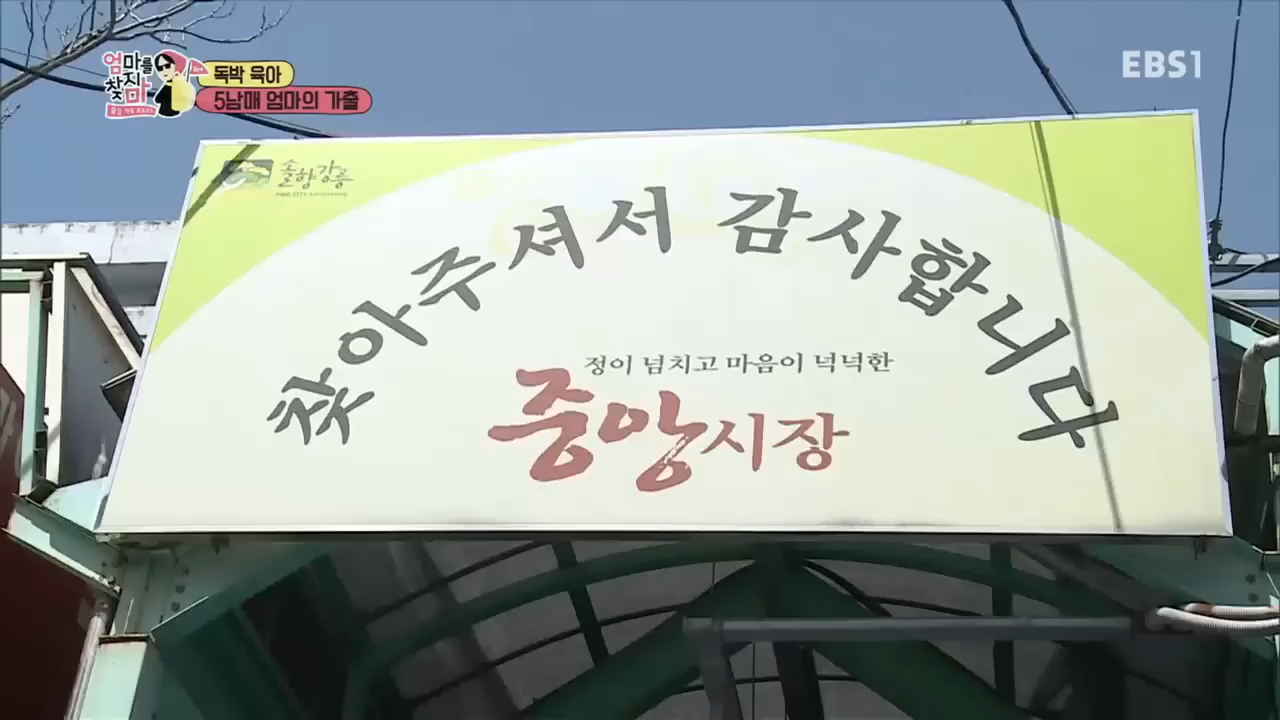 엄마를 찾지마
독박 육아
5남매 엄마의 가출
EBS1
솔향강릉
찾아주셔서 감사합니다
정이 넘치고 마음이 넉넉한
중앙시장